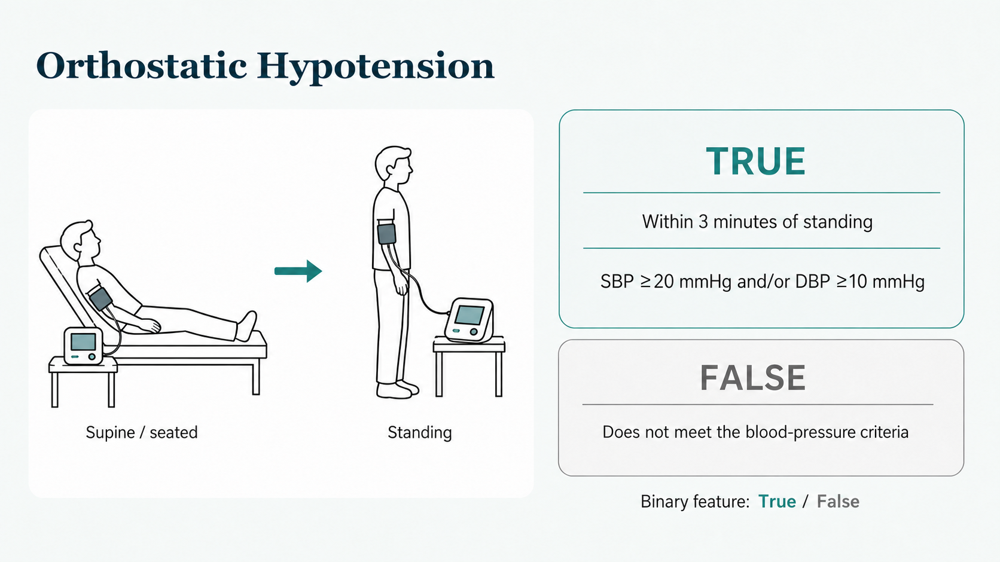 Orthostatic Hypotension
Supine / seated
Standing
TRUE
Within 3 minutes of standing
SBP ≥20 mmHg and/or DBP ≥10 mmHg
FALSE
Does not meet the blood-pressure criteria
Binary feature: True / False